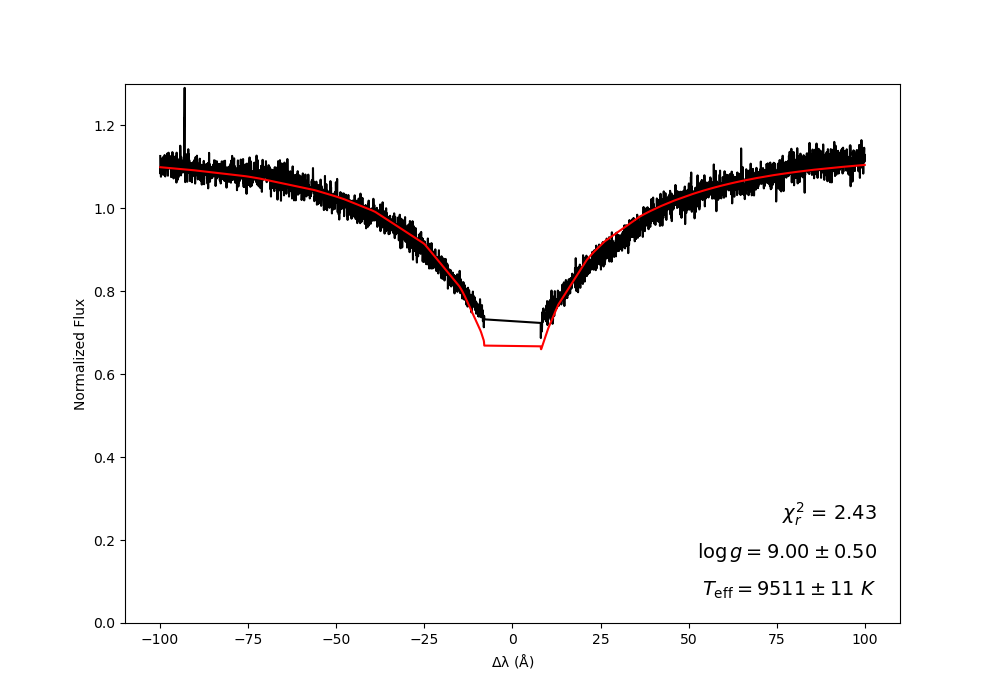 1.2
1.0
0.8
0.6
0.4
0.2
0.0
Normalized Flux
χ²ᵣ = 2.43
log g = 9.00 ± 0.50
T_eff = 9511 ± 11 K
−100 −75 −50 −25 0 25 50 75 100
Δλ (Å)